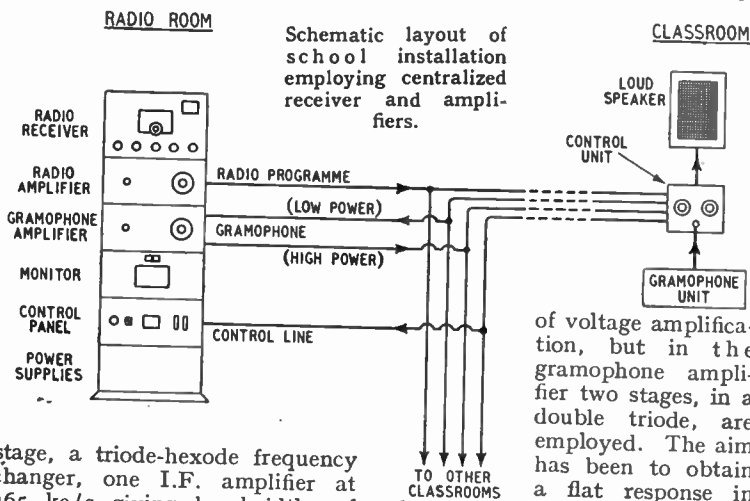 RADIO ROOM
Schematic layout of
school installation
employing centralized
receiver and ampli-
fiers.
CLASSROOM
LOUD
SPEAKER
CONTROL
UNIT
GRAMOPHONE
UNIT
RADIO
RECEIVER
RADIO
AMPLIFIER
GRAMOPHONE
AMPLIFIER
MONITOR
CONTROL
PANEL
POWER
SUPPLIES
RADIO PROGRAMME
(LOW POWER)
GRAMOPHONE
(HIGH POWER)
CONTROL LINE
TO OTHER
CLASSROOMS
stage, a triode-hexode frequency
hanger, one I.F. amplifier at
of voltage amplifica-
tion, but in the
gramophone ampli-
fier two stages, in a
double triode, are
employed. The aim
has been to obtain
a flat response in